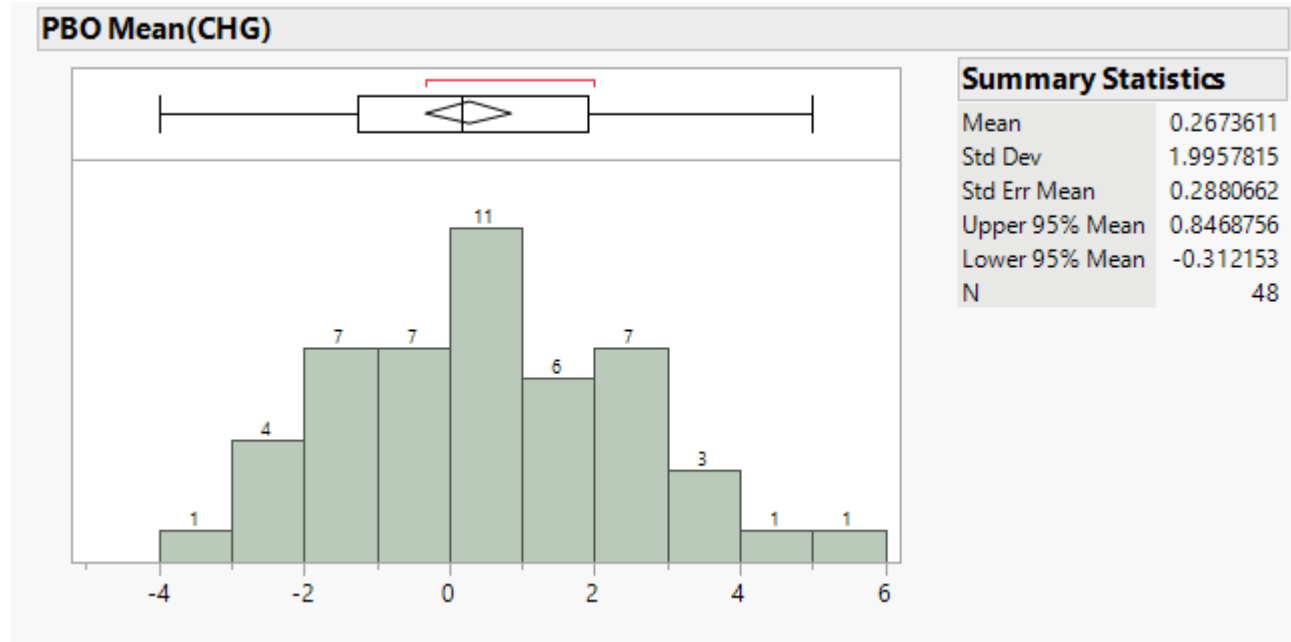 PBO Mean(CHG)
11
7
7
7
6
4
3
1
1
1
-4
-2
0
2
4
6
Summary Statistics
Mean 0.2673611
Std Dev 1.9957815
Std Err Mean 0.2880662
Upper 95% Mean 0.8468756
Lower 95% Mean -0.312153
N 48